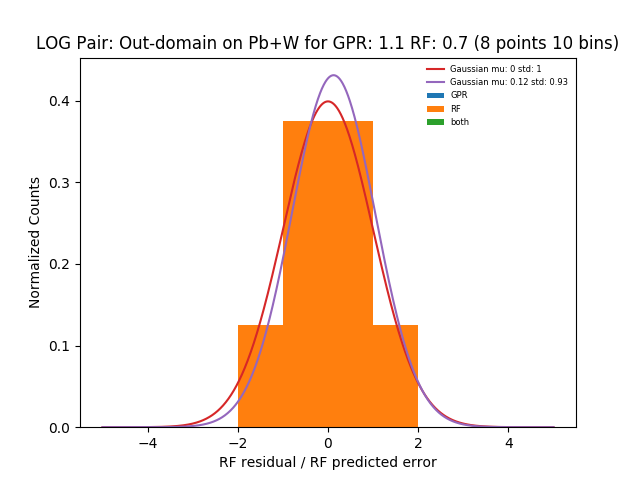 LOG Pair: Out-domain on Pb+W for GPR: 1.1 RF: 0.7 (8 points 10 bins)
Gaussian mu: 0 std: 1
Gaussian mu: 0.12 std: 0.93
GPR
RF
both
Normalized Counts
0.4
0.3
0.2
0.1
0.0
−4
−2
0
2
4
RF residual / RF predicted error